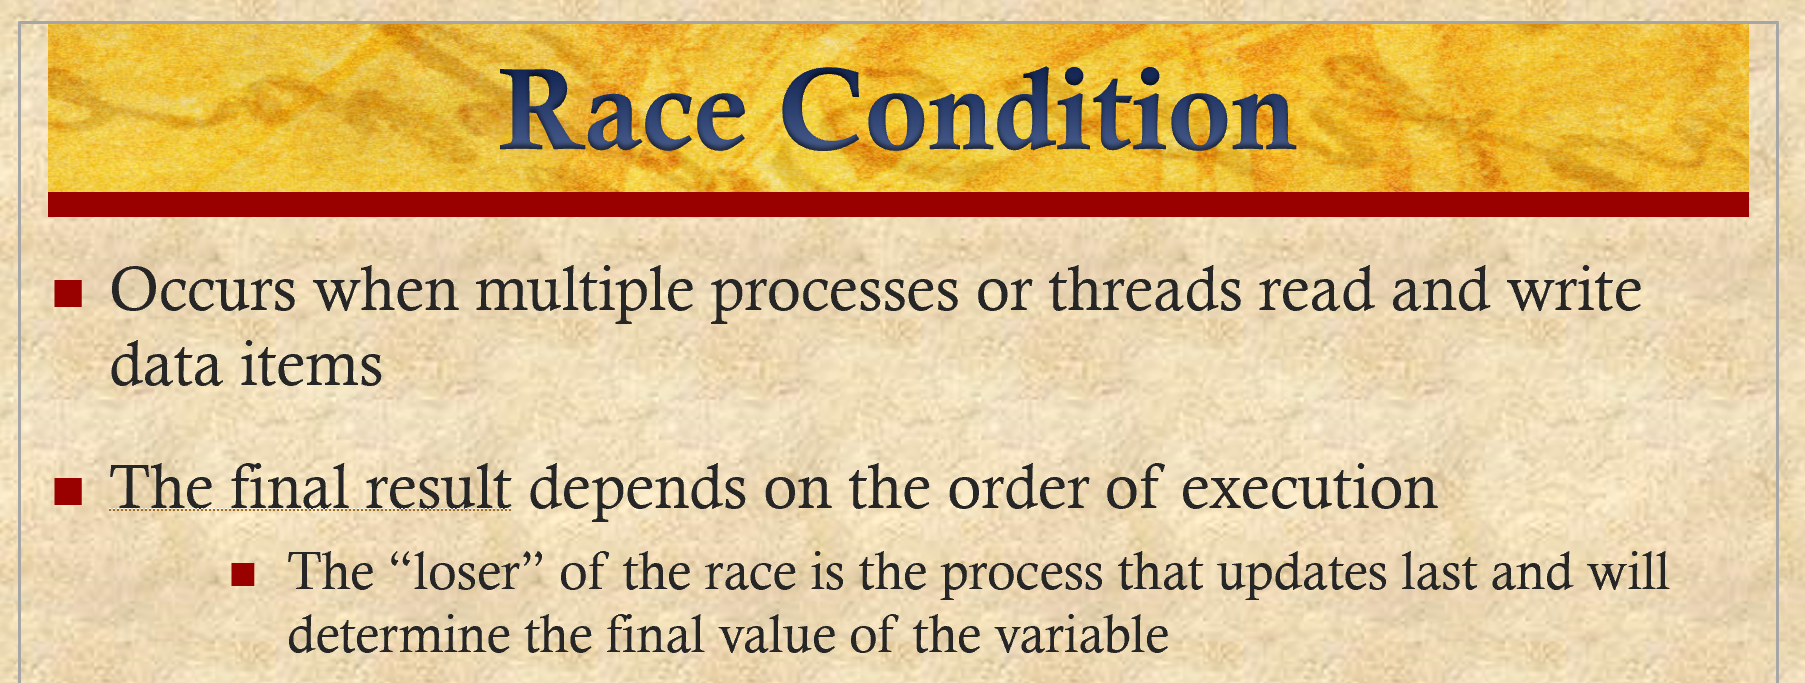 Race Condition
Occurs when multiple processes or threads read and write
data items
The final result depends on the order of execution
The “loser” of the race is the process that updates last and will
determine the final value of the variable